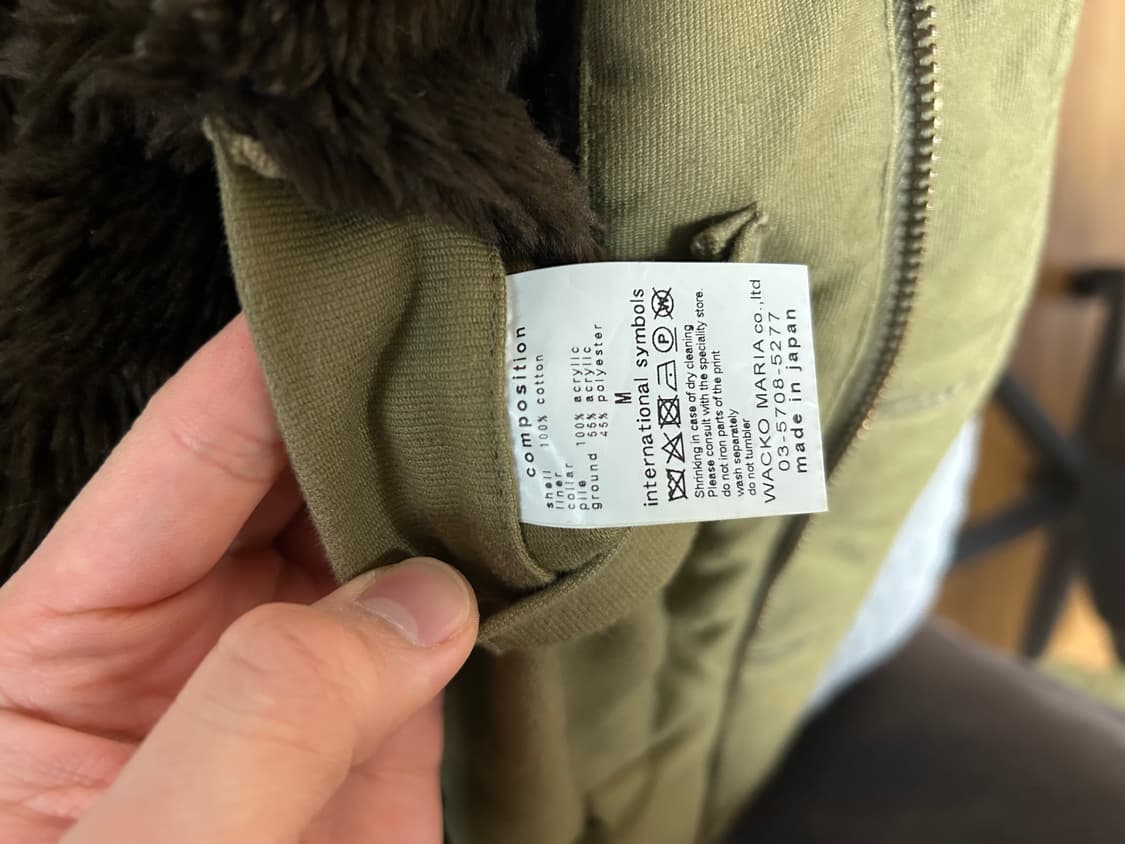 composition
shell 100% cotton
liner
collar
pile 100% acrylic
ground 55% acrylic
45% polyester
M
international symbols
P W
Shrinking in case of dry cleaning
Please consult with the speciality store.
do not iron parts of the print
wash separately
do not tumbler
WACKO MARIA co.,ltd
03-5708-5277
made in japan